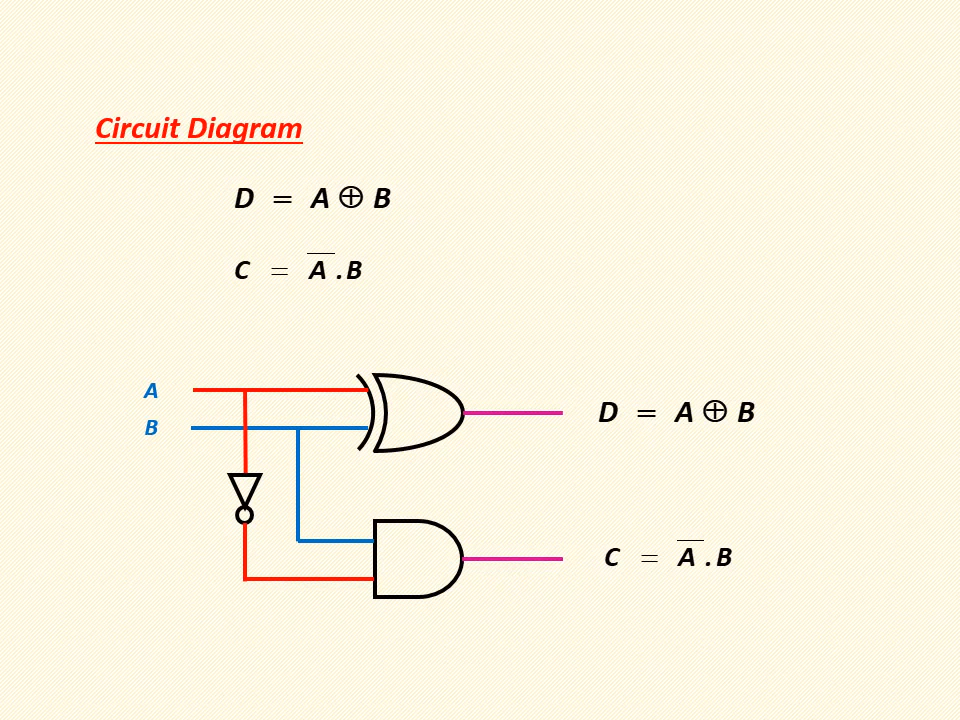 Circuit Diagram
D = A ⊕ B
C = A̅ . B
A
B
D = A ⊕ B
C = A̅ . B